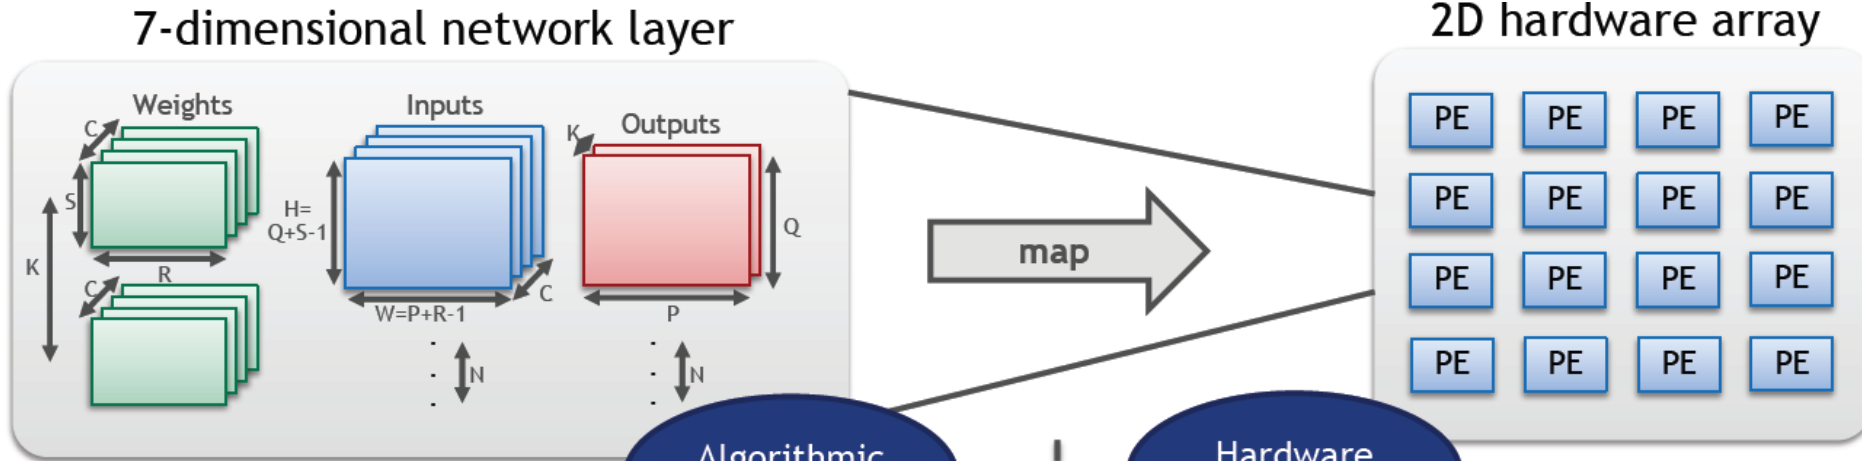 7-dimensional network layer
2D hardware array
Weights
Inputs
Outputs
C
S
K
R
C
H=
Q+S-1
W=P+R-1
C
K
Q
P
N
N
map
PE PE PE PE
PE PE PE PE
PE PE PE PE
PE PE PE PE
Algorithmic
Hardware